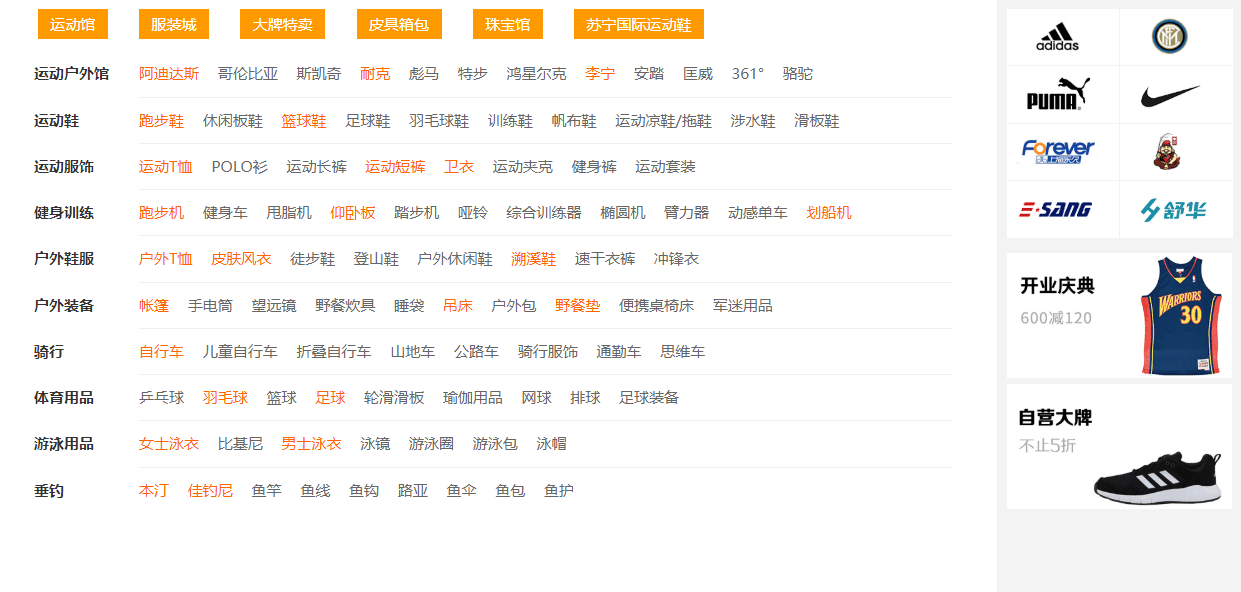 运动馆 服装城 大牌特卖 皮具箱包 珠宝馆 苏宁国际运动鞋
运动户外馆 阿迪达斯 哥伦比亚 斯凯奇 耐克 彪马 特步 鸿星尔克 李宁 安踏 匡威 361° 骆驼
运动鞋 跑步鞋 休闲板鞋 篮球鞋 足球鞋 羽毛球鞋 训练鞋 帆布鞋 运动凉鞋/拖鞋 涉水鞋 滑板鞋
运动服饰 运动T恤 POLO衫 运动长裤 运动短裤 卫衣 运动夹克 健身裤 运动套装
健身训练 跑步机 健身车 甩脂机 仰卧板 踏步机 哑铃 综合训练器 椭圆机 臂力器 动感单车 划船机
户外鞋服 户外T恤 皮肤风衣 徒步鞋 登山鞋 户外休闲鞋 溯溪鞋 速干衣裤 冲锋衣
户外装备 帐篷 手电筒 望远镜 野餐炊具 睡袋 吊床 户外包 野餐垫 便携桌椅床 军迷用品
骑行 自行车 儿童自行车 折叠自行车 山地车 公路车 骑行服饰 通勤车 思维车
体育用品 乒乓球 羽毛球 篮球 足球 轮滑滑板 瑜伽用品 网球 排球 足球装备
游泳用品 女士泳衣 比基尼 男士泳衣 泳镜 游泳圈 游泳包 泳帽
垂钓 本汀 佳钓尼 鱼竿 鱼线 鱼钩 路亚 鱼伞 鱼包 鱼护
adidas
PUMA
Forever
E·SANG 舒华
开业庆典
600减120
WARRIORS
30
自营大牌
不止5折